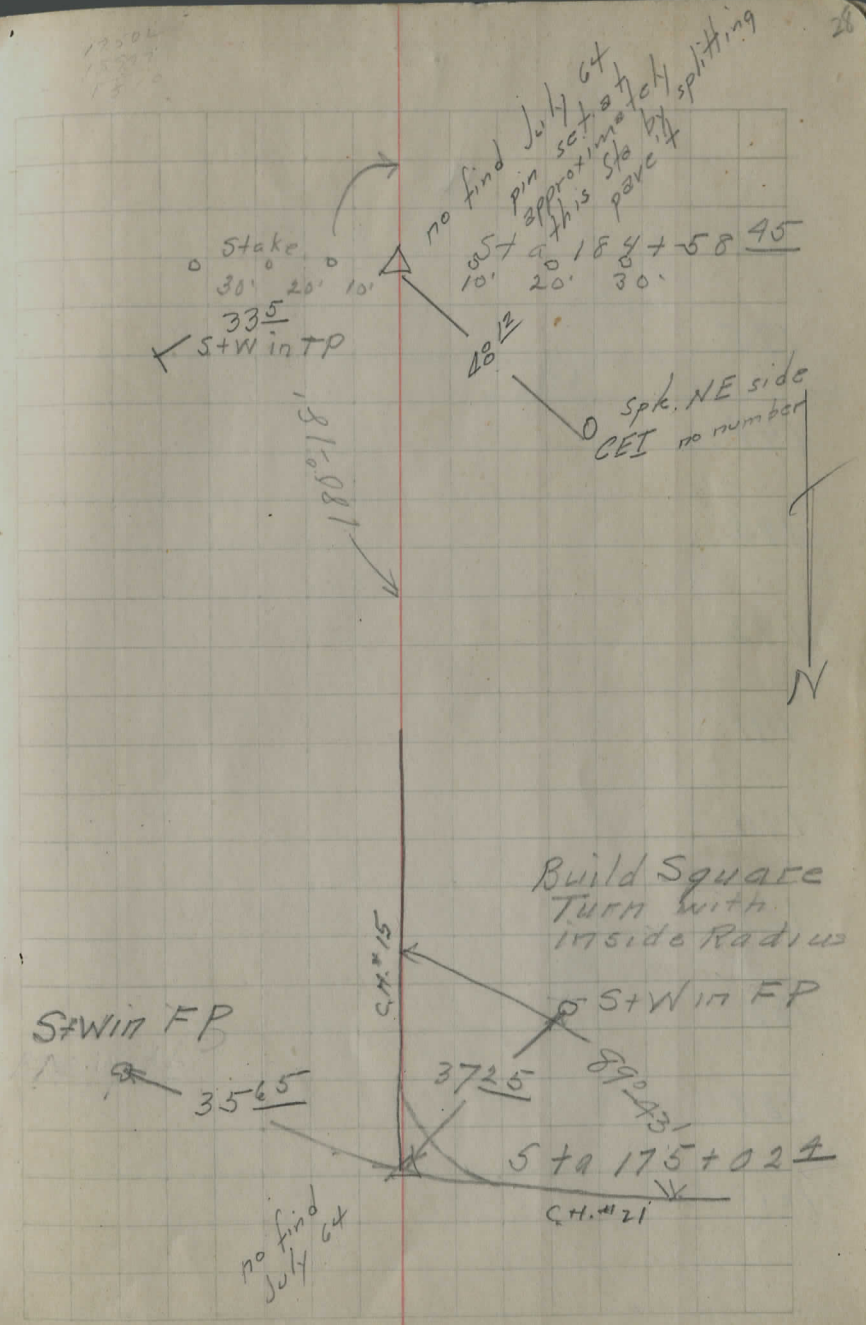 28
no find July 64
pin set at
approximately
this Sta by splitting
pave't
Stake
Sta 184+58 45
30' 20' 10'
10' 20' 30'
33 5
S+W in TP
40 12
Spk. NE side
CEI no number
180°-18'
N
Build Square
Turn with
inside Radius
C.H.#15
S+W in FP
S+Win FP
37 25
89°-43'
35 65
Sta 175+02 4
C.H.#21
no find
July 64